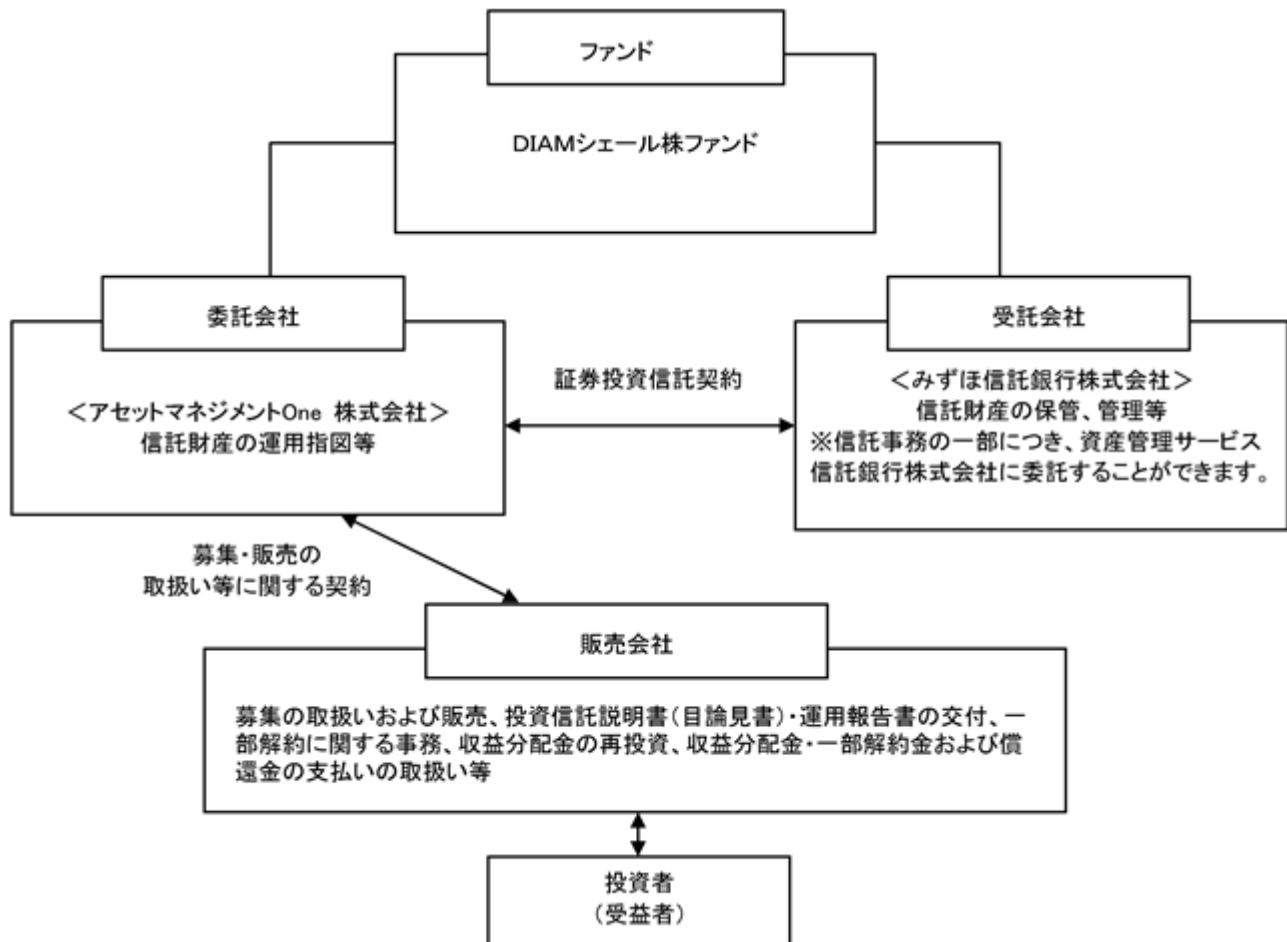 ファンド
DIAMシェール株ファンド
委託会社
<アセットマネジメントOne 株式会社>
信託財産の運用指図等
証券投資信託契約
受託会社
<みずほ信託銀行株式会社>
信託財産の保管、管理等
※信託事務の一部につき、資産管理サービス
信託銀行株式会社に委託することができます。
募集・販売の
取扱い等に関する契約
販売会社
募集の取扱いおよび販売、投資信託説明書(目論見書)・運用報告書の交付、一
部解約に関する事務、収益分配金の再投資、収益分配金・一部解約金および償
還金の支払いの取扱い等
投資者
(受益者)